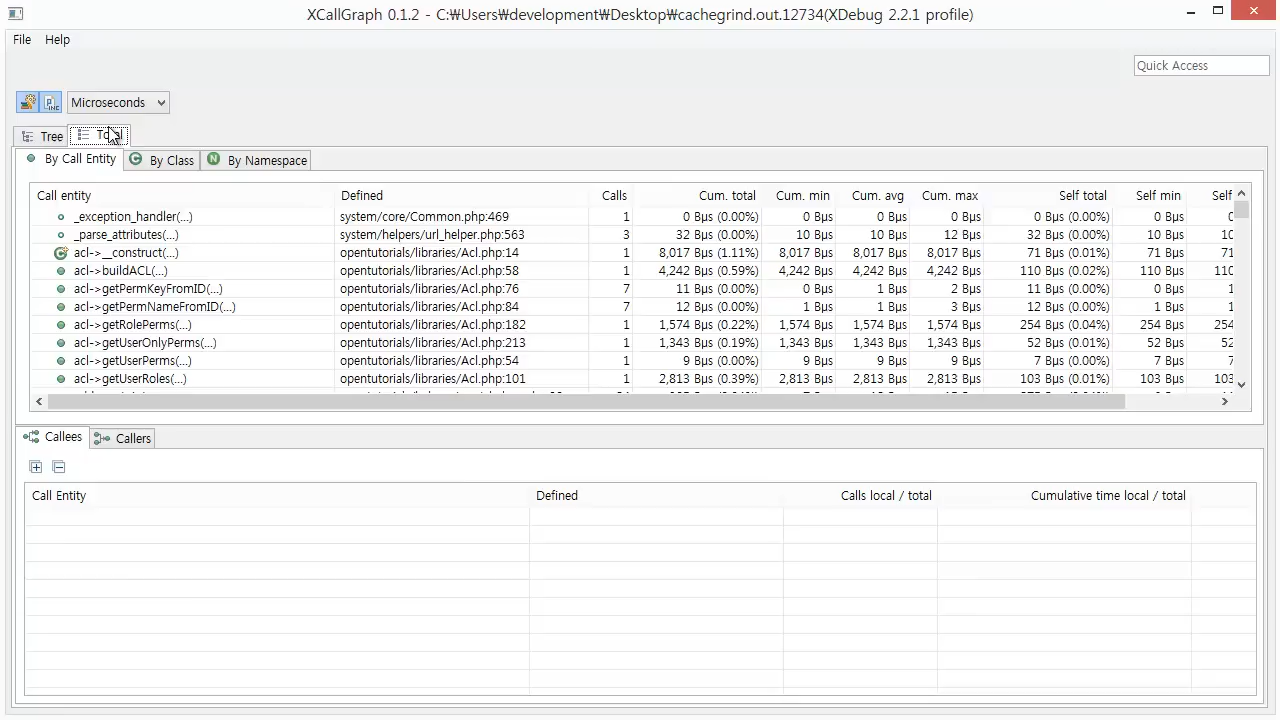 XCallGraph 0.1.2 - C:₩Users₩development₩Desktop₩cachegrind.out.12734(XDebug 2.2.1 profile)
File Help
Quick Access
Microseconds
Tree
By Call Entity By Class By Namespace
Call entity Defined Calls Cum. total Cum. min Cum. avg Cum. max Self total Self min Self
_exception_handler(...) system/core/Common.php:469 1 0 Bµs (0.00%) 0 Bµs 0 Bµs 0 Bµs 0 Bµs (0.00%) 0 Bµs
_parse_attributes(...) system/helpers/url_helper.php:563 3 32 Bµs (0.00%) 10 Bµs 10 Bµs 12 Bµs 32 Bµs (0.00%) 10 Bµs 10
acl->__construct(...) opentutorials/libraries/Acl.php:14 1 8,017 Bµs (1.11%) 8,017 Bµs 8,017 Bµs 8,017 Bµs 71 Bµs (0.01%) 71 Bµs 71
acl->buildACL(...) opentutorials/libraries/Acl.php:58 1 4,242 Bµs (0.59%) 4,242 Bµs 4,242 Bµs 4,242 Bµs 110 Bµs (0.02%) 110 Bµs 110
acl->getPermKeyFromID(...) opentutorials/libraries/Acl.php:76 7 11 Bµs (0.00%) 0 Bµs 1 Bµs 2 Bµs 11 Bµs (0.00%) 0 Bµs 1
acl->getPermNameFromID(...) opentutorials/libraries/Acl.php:84 7 12 Bµs (0.00%) 1 Bµs 1 Bµs 3 Bµs 12 Bµs (0.00%) 1 Bµs 1
acl->getRolePerms(...) opentutorials/libraries/Acl.php:182 1 1,574 Bµs (0.22%) 1,574 Bµs 1,574 Bµs 1,574 Bµs 254 Bµs (0.04%) 254 Bµs 254
acl->getUserOnlyPerms(...) opentutorials/libraries/Acl.php:213 1 1,343 Bµs (0.19%) 1,343 Bµs 1,343 Bµs 1,343 Bµs 52 Bµs (0.01%) 52 Bµs 52
acl->getUserPerms(...) opentutorials/libraries/Acl.php:54 1 9 Bµs (0.00%) 9 Bµs 9 Bµs 9 Bµs 7 Bµs (0.00%) 7 Bµs 7
acl->getUserRoles(...) opentutorials/libraries/Acl.php:101 1 2,813 Bµs (0.39%) 2,813 Bµs 2,813 Bµs 2,813 Bµs 103 Bµs (0.01%) 103 Bµs 103
Callees Callers
Call Entity Defined Calls local / total Cumulative time local / total